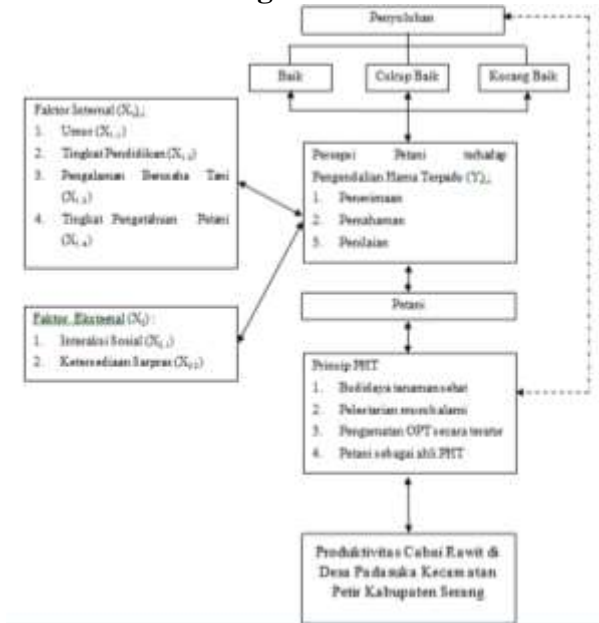 Penyuluhan
Baik
Cukup Baik
Kurang Baik
Faktor Internal (X₁):
1. Umur (X₁.₁)
2. Tingkat Pendidikan (X₁.₂)
3. Pengalaman Berusaha Tani
(X₁.₃)
4. Tingkat Pengetahuan Petani
(X₁.₄)
Persepsi Petani terhadap
Pengendalian Hama Terpadu (Y):
1. Penerimaan
2. Pemahaman
3. Penilaian
Faktor Eksternal (X₂) :
1. Interaksi Sosial (X₂.₁)
2. Ketersediaan Sarpras (X₂.₂)
Petani
Prinsip PHT
1. Budidaya tanaman sehat
2. Pelestarian musuh alami
3. Pengamatan OPT secara teratur
4. Petani sebagai ahli PHT
Produktivitas Cabai Rawit di
Desa Padasuka Kecamatan
Petir Kabupaten Serang